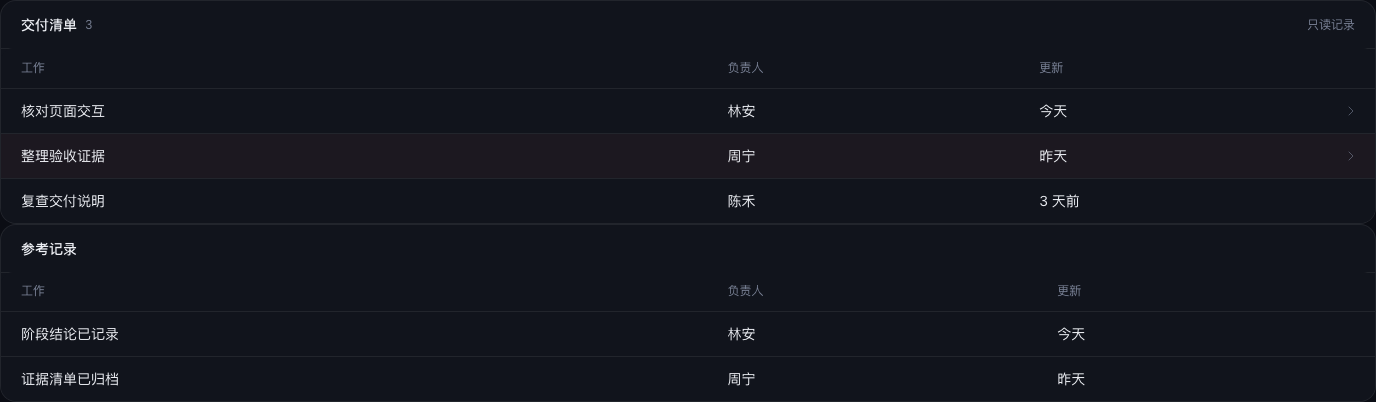 交付清单 3 只读记录
工作 负责人 更新
核对页面交互 林安 今天
整理验收证据 周宁 昨天
复查交付说明 陈禾 3 天前
参考记录
工作 负责人 更新
阶段结论已记录 林安 今天
证据清单已归档 周宁 昨天